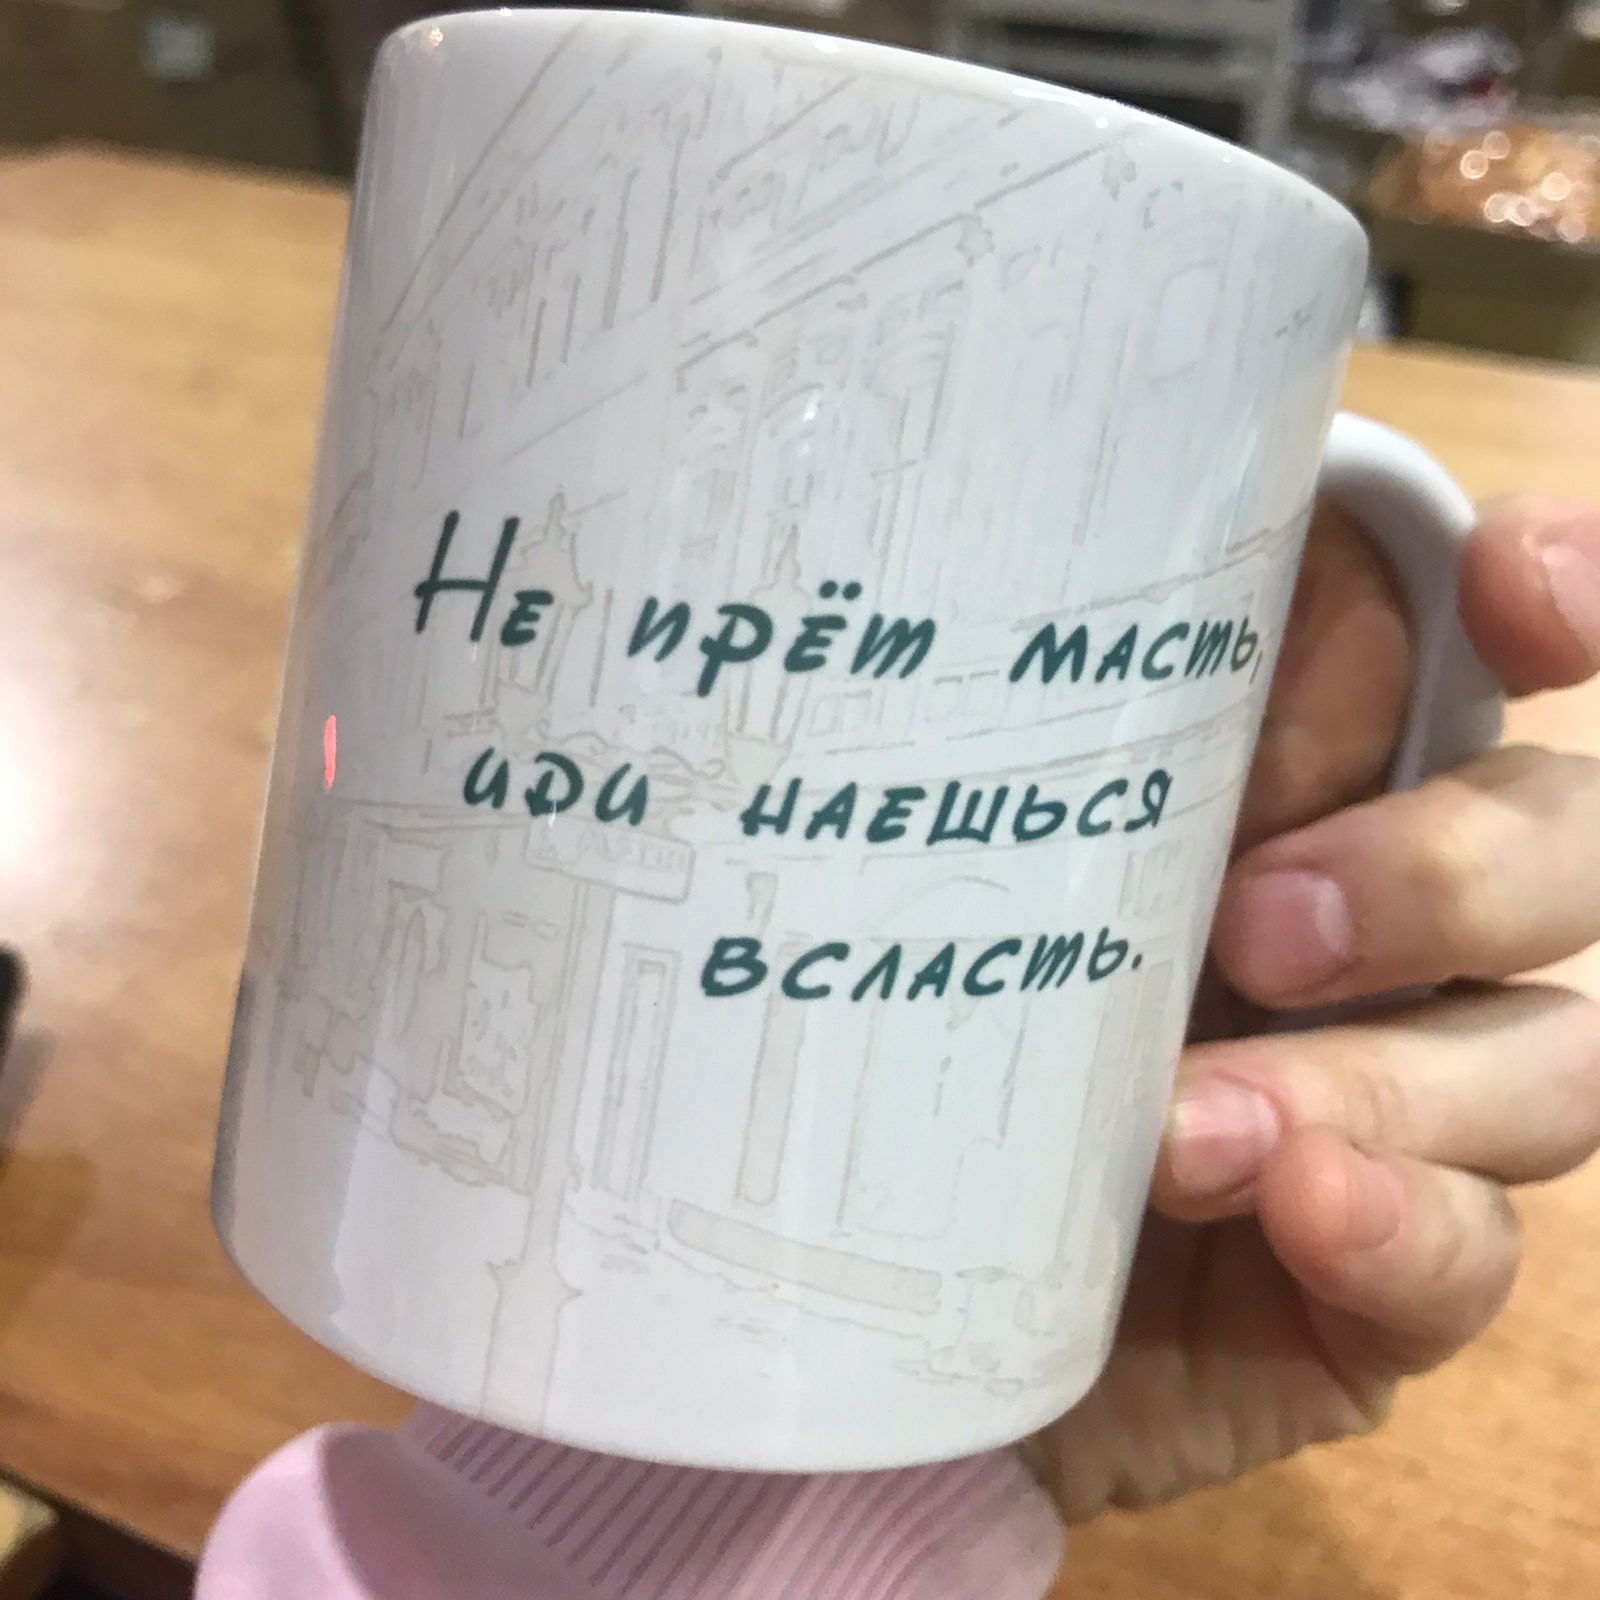 Не прёт масть,
иди наешься
всласть.